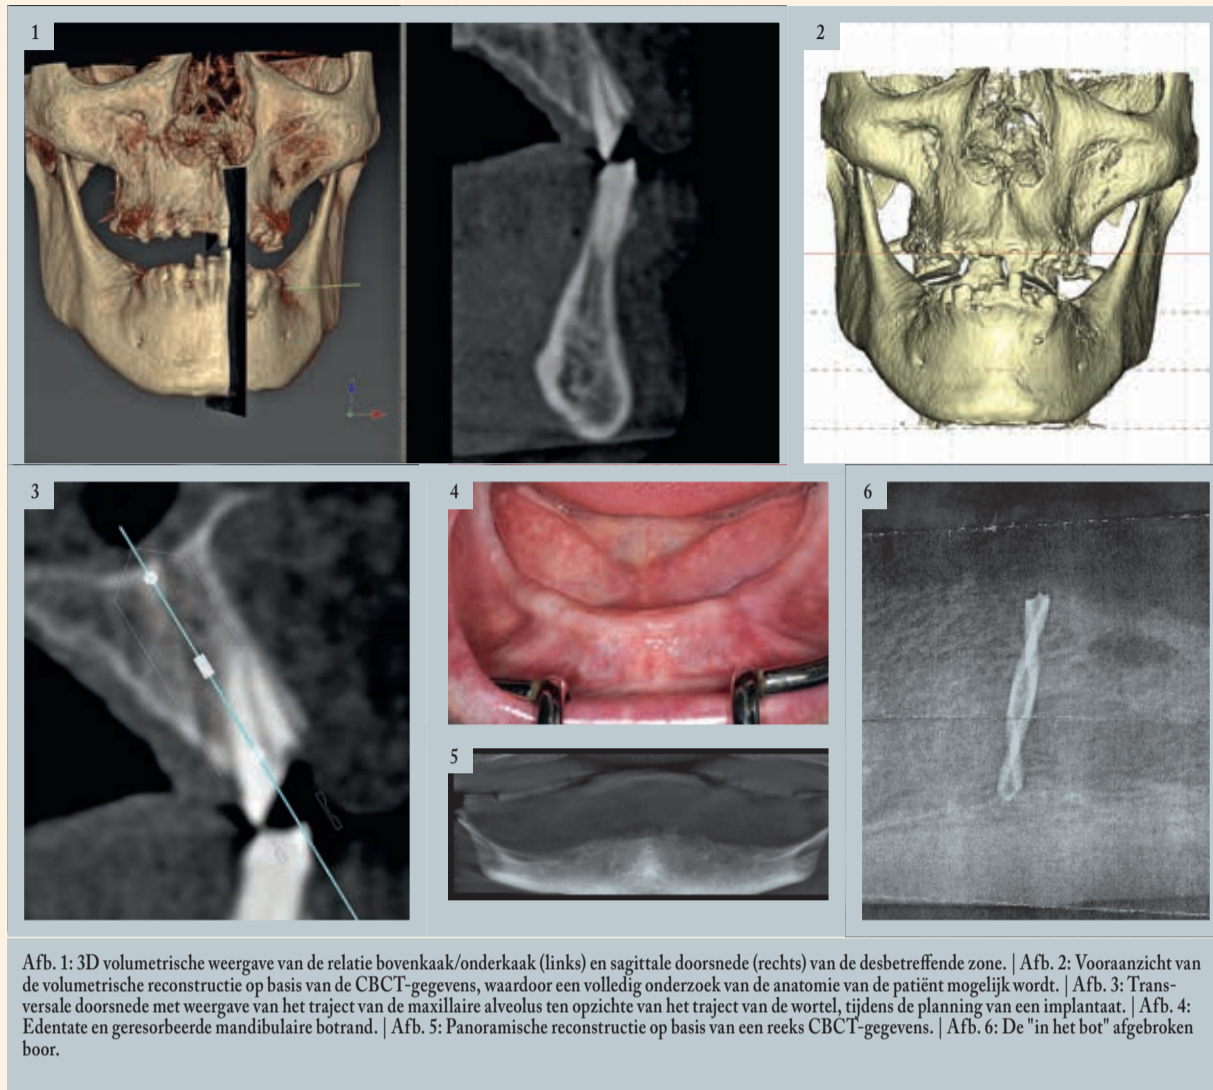 1
2
3
4
6
5
Afb. 1: 3D volumetrische weergave van de relatie bovenkaak/onderkaak (links) en sagittale doorsnede (rechts) van de desbetreffende zone. | Afb. 2: Vooraanzicht van
de volumetrische reconstructie op basis van de CBCT-gegevens, waardoor een volledig onderzoek van de anatomie van de patiënt mogelijk wordt. | Afb. 3: Trans-
versale doorsnede met weergave van het traject van de maxillaire alveolus ten opzichte van het traject van de wortel, tijdens de planning van een implantaat. | Afb. 4:
Edentate en geresorbeerde mandibulaire botrand. | Afb. 5: Panoramische reconstructie op basis van een reeks CBCT-gegevens. | Afb. 6: De "in het bot" afgebroken
boor.